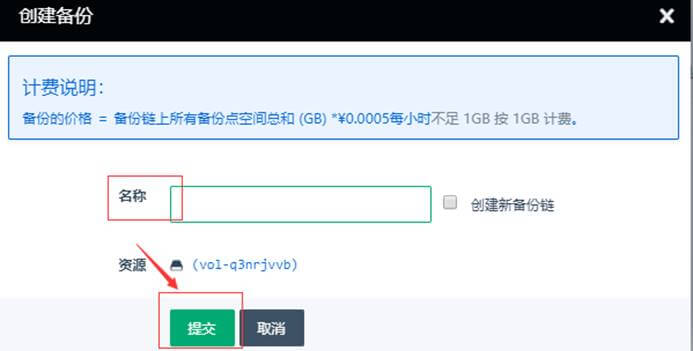 创建备份
计费说明：
备份的价格 = 备份链上所有备份点空间总和 (GB) *¥0.0005每小时不足 1GB 按 1GB 计费。
名称
创建新备份链
资源 (vol-q3nrjvvb)
提交 取消